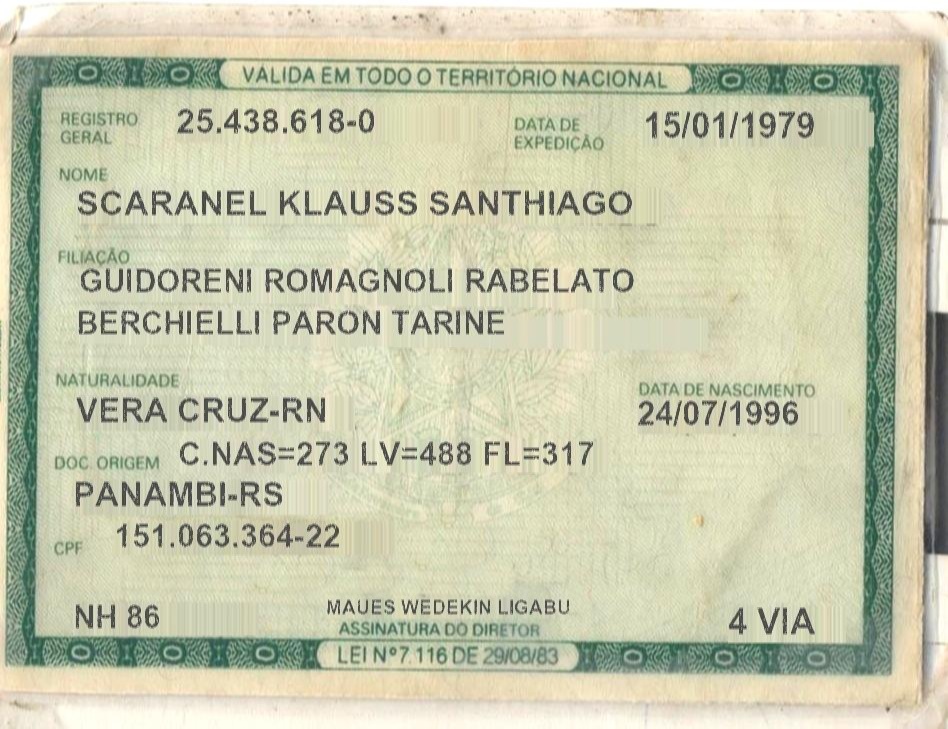 VÁLIDA EM TODO O TERRITÓRIO NACIONAL
REGISTRO GERAL 25.438.618-0 DATA DE EXPEDIÇÃO 15/01/1979
NOME
SCARANEL KLAUSS SANTHIAGO
FILIAÇÃO
GUIDORENI ROMAGNOLI RABELATO
BERCHIELLI PARON TARINE
NATURALIDADE DATA DE NASCIMENTO
VERA CRUZ-RN 24/07/1996
DOC. ORIGEM C.NAS=273 LV=488 FL=317
PANAMBI-RS
CPF 151.063.364-22
NH 86 MAUES WEDEKIN LIGABU 4 VIA
ASSINATURA DO DIRETOR
LEI Nº 7.116 DE 29/08/83